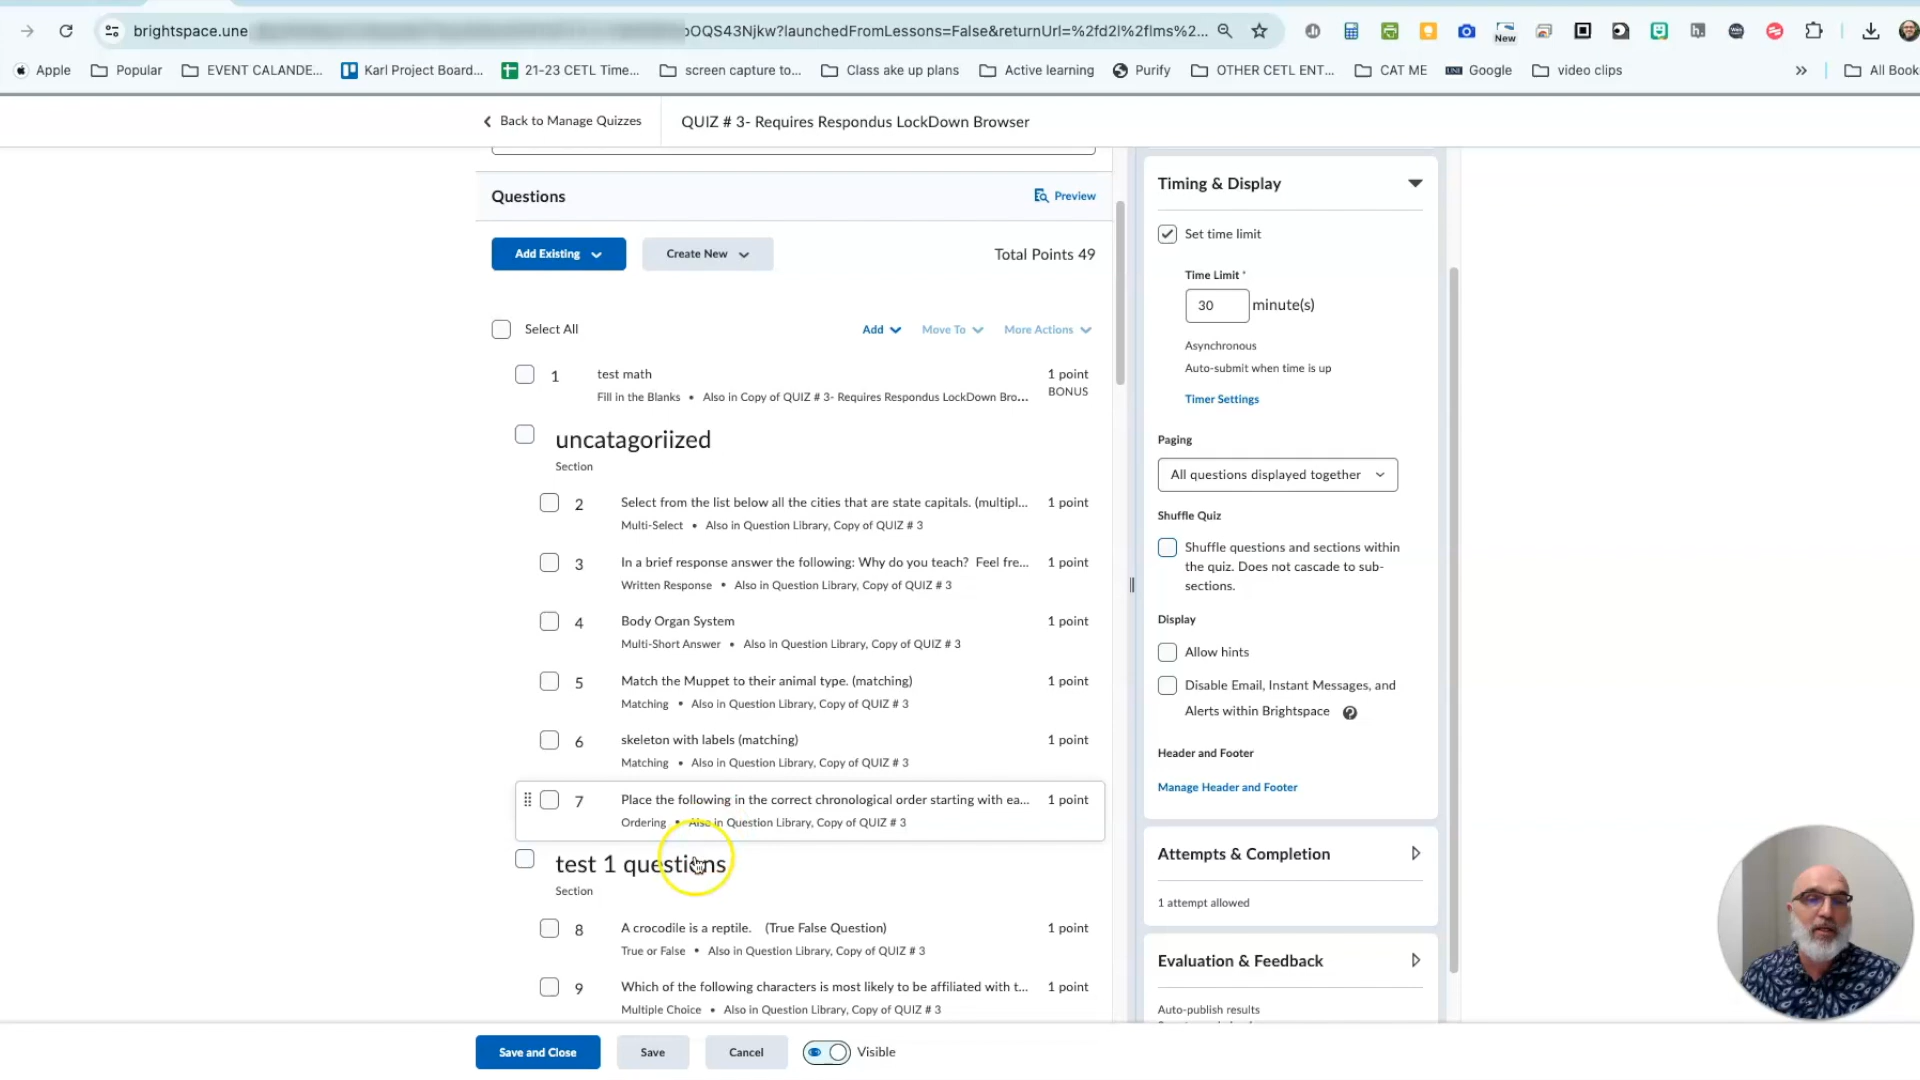 brightspace.une
OQS43Njkw?launchedFromLessons=False&returnUrl=%2fd2l%2flms%2...
New
Apple
Popular
EVENT CALANDE...
Karl Project Board...
21-23 CETL Time...
screen capture to...
Class ake up plans
Active learning
Purify
OTHER CETL ENT...
CAT ME
Google
video clips
»
All Book
Back to Manage Quizzes
QUIZ # 3- Requires Respondus LockDown Browser
Questions
Preview
Add Existing
Create New
Total Points 49
Select All
Add
Move To
More Actions
1
test math
1 point
Fill in the Blanks • Also in Copy of QUIZ # 3- Requires Respondus LockDown Bro...
BONUS
uncatagoriized
Section
2
Select from the list below all the cities that are state capitals. (multipl...
1 point
Multi-Select • Also in Question Library, Copy of QUIZ # 3
3
In a brief response answer the following: Why do you teach? Feel fre...
1 point
Written Response • Also in Question Library, Copy of QUIZ # 3
4
Body Organ System
1 point
Multi-Short Answer • Also in Question Library, Copy of QUIZ # 3
5
Match the Muppet to their animal type. (matching)
1 point
Matching • Also in Question Library, Copy of QUIZ # 3
6
skeleton with labels (matching)
1 point
Matching • Also in Question Library, Copy of QUIZ # 3
7
Place the following in the correct chronological order starting with ea...
1 point
Ordering • Also in Question Library, Copy of QUIZ # 3
test 1 questions
Section
8
A crocodile is a reptile. (True False Question)
1 point
True or False • Also in Question Library, Copy of QUIZ # 3
9
Which of the following characters is most likely to be affiliated with t...
1 point
Multiple Choice • Also in Question Library, Copy of QUIZ # 3
Timing & Display
Set time limit
Time Limit *
30 minute(s)
Asynchronous
Auto-submit when time is up
Timer Settings
Paging
All questions displayed together
Shuffle Quiz
Shuffle questions and sections within
the quiz. Does not cascade to sub-
sections.
Display
Allow hints
Disable Email, Instant Messages, and
Alerts within Brightspace
Header and Footer
Manage Header and Footer
Attempts & Completion
1 attempt allowed
Evaluation & Feedback
Auto-publish results
Save and Close
Save
Cancel
Visible